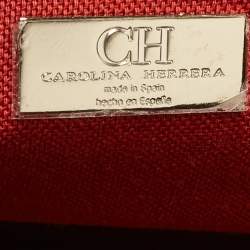 CH
CAROLINA HERRERA
made in Spain
hecho en España